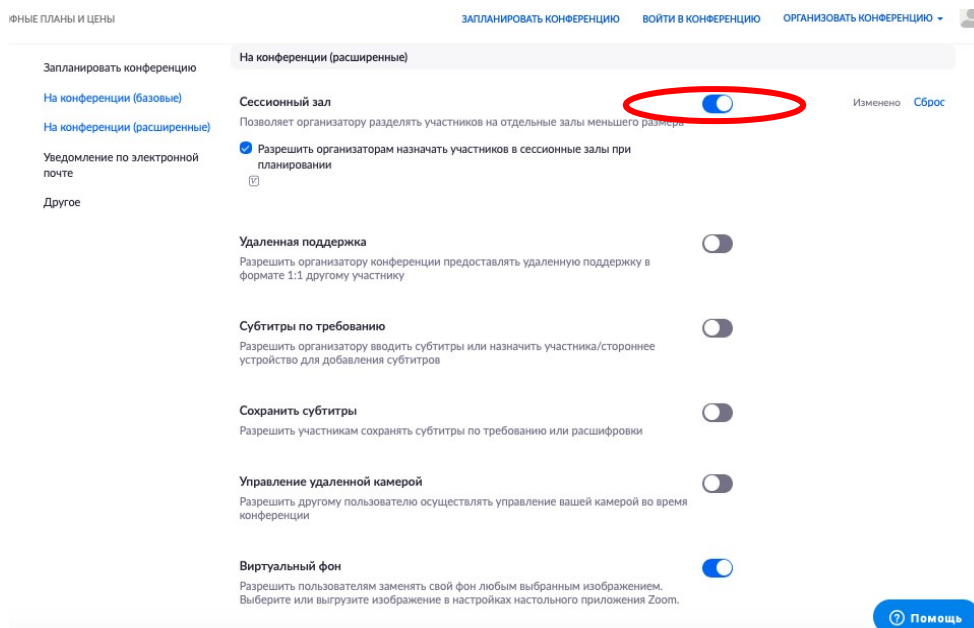 ФНЫЕ ПЛАНЫ И ЦЕНЫ
ЗАПЛАНИРОВАТЬ КОНФЕРЕНЦИЮ
ВОЙТИ В КОНФЕРЕНЦИЮ
ОРГАНИЗОВАТЬ КОНФЕРЕНЦИЮ
Запланировать конференцию
На конференции (базовые)
На конференции (расширенные)
Уведомление по электронной
почте
Другое
На конференции (расширенные)
Сессионный зал
Изменено Сброс
Позволяет организатору разделять участников на отдельные залы меньшего размера
Разрешить организаторам назначать участников в сессионные залы при
планировании
Удаленная поддержка
Разрешить организатору конференции предоставлять удаленную поддержку в
формате 1:1 другому участнику
Субтитры по требованию
Разрешить организатору вводить субтитры или назначить участника/стороннее
устройство для добавления субтитров
Сохранить субтитры
Разрешить участникам сохранять субтитры по требованию или расшифровки
Управление удаленной камерой
Разрешить другому пользователю осуществлять управление вашей камерой во время
конференции
Виртуальный фон
Разрешить пользователям заменять свой фон любым выбранным изображением.
Выберите или выгрузите изображение в настройках настольного приложения Zoom.
Помощь